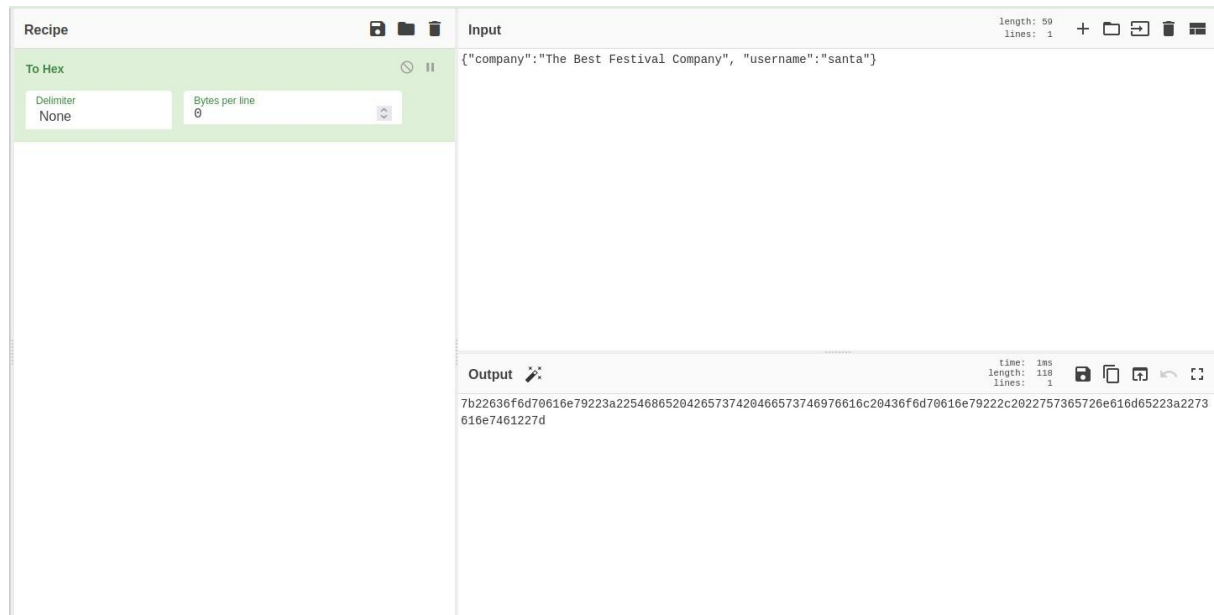 Recipe
To Hex
Delimiter
None
Bytes per line
0
Input
length: 59
lines: 1
{"company":"The Best Festival Company", "username":"santa"}
Output
time: 1ms
length: 118
lines: 1
7b22636f6d70616e79223a22546865204265737420466573746976616c20436f6d70616e79222c2022757365726e616d65223a2273
616e7461227d